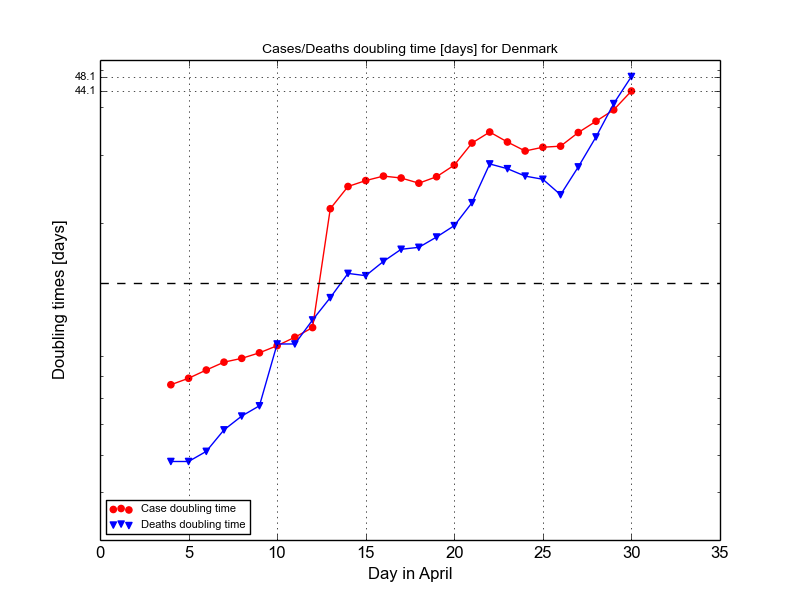 Cases/Deaths doubling time [days] for Denmark
48.1
44.1
Doubling times [days]
Case doubling time
Deaths doubling time
0 5 10 15 20 25 30 35
Day in April